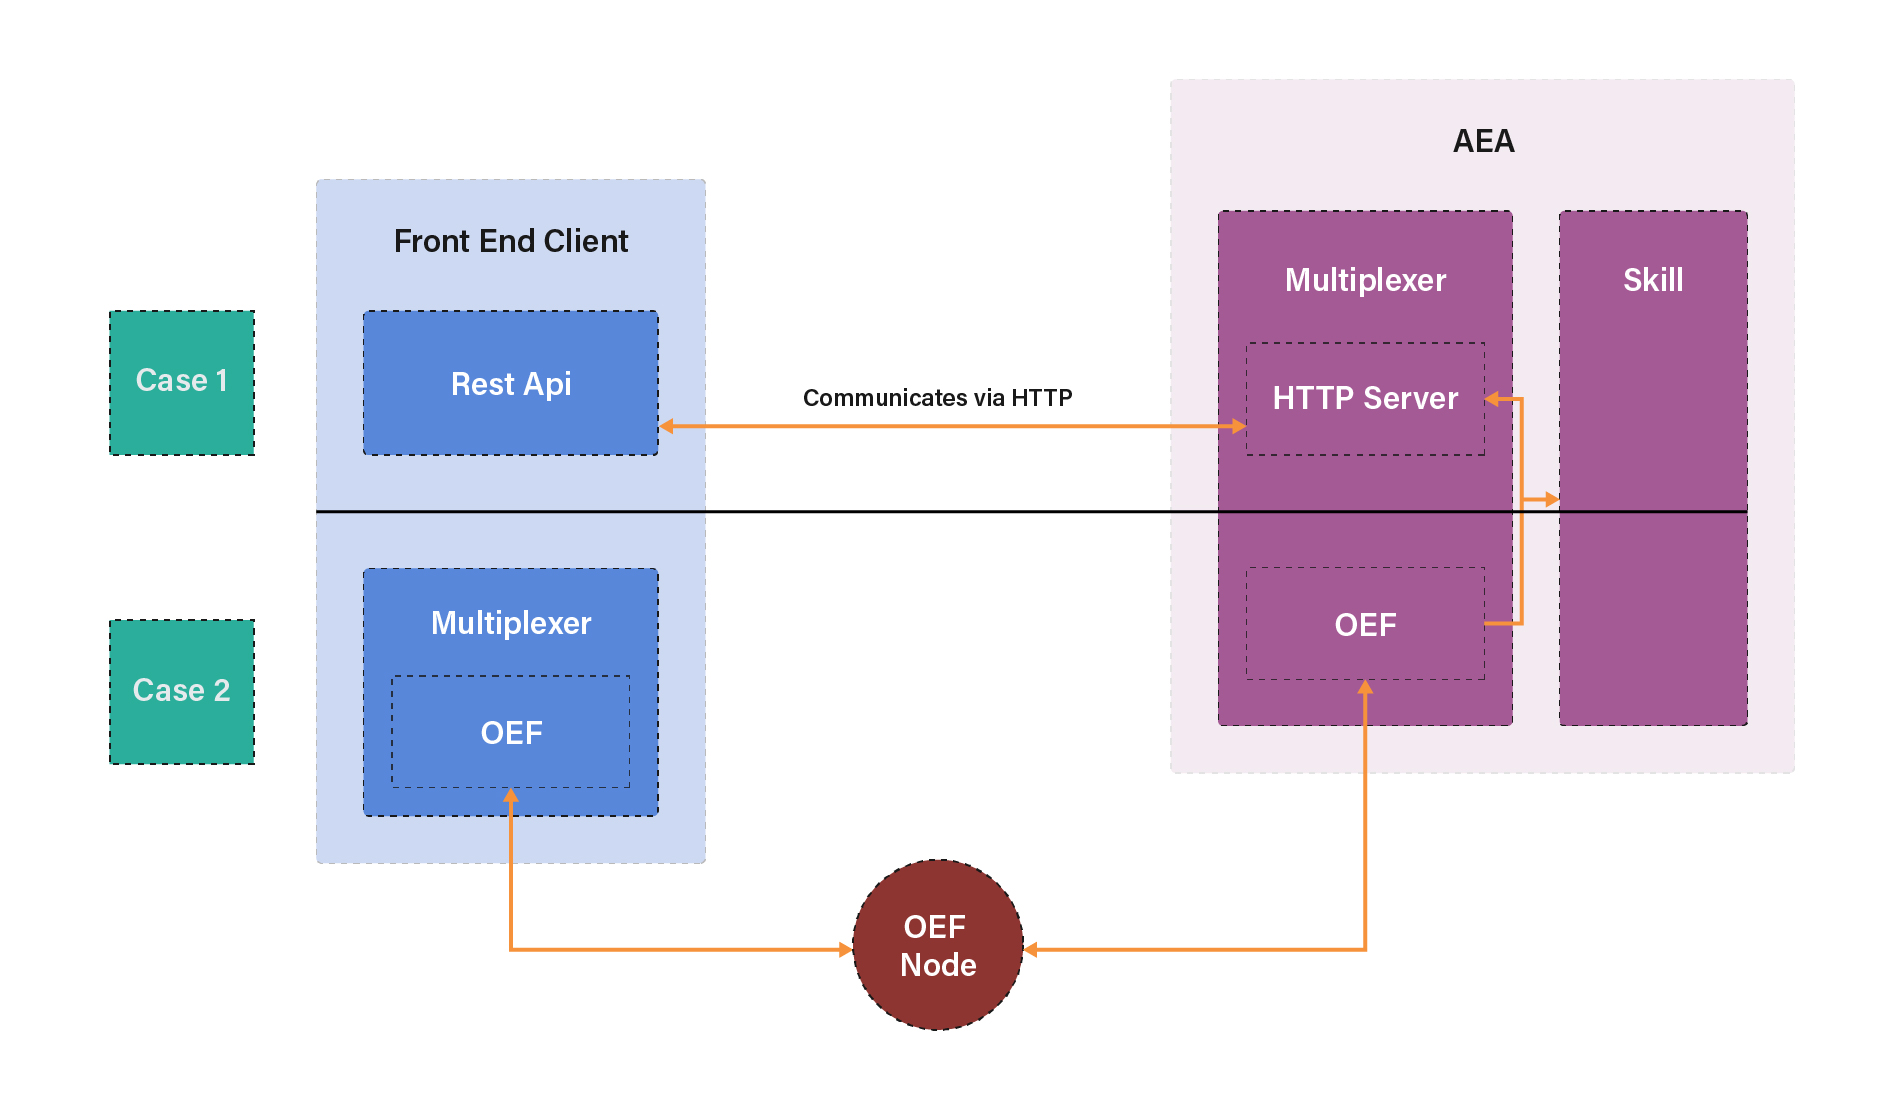 AEA
Front End Client
Multiplexer
Skill
Case 1
Rest Api
Communicates via HTTP
HTTP Server
Multiplexer
OEF
Case 2
OEF
OEF
Node